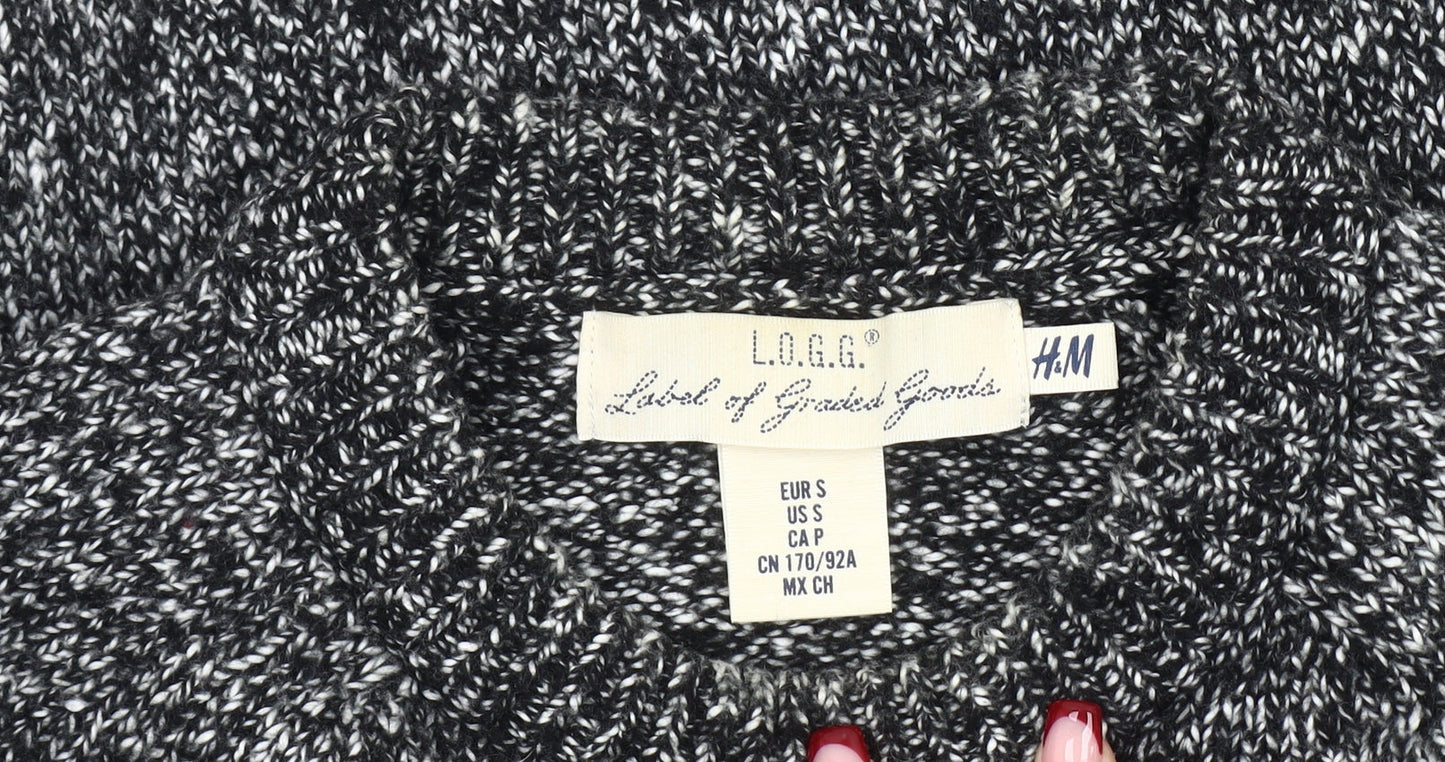 L.O.G.G.®
Label of Graded Goods
H&M
EUR S
US S
CA P
CN 170/92A
MX CH